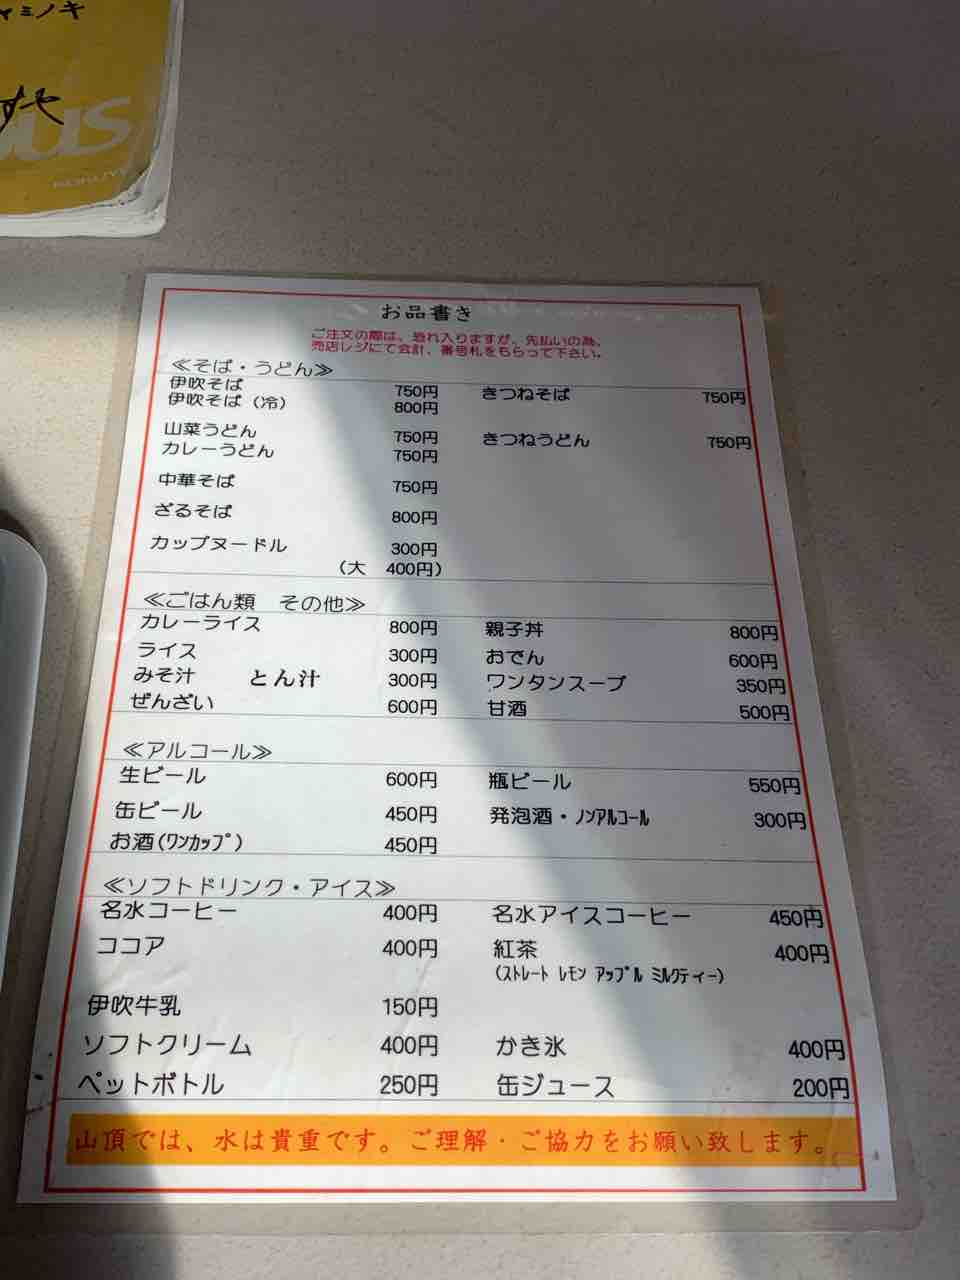 ャミノキ
すや
KOKUYO
お品書き
ご注文の際は、恐れ入りますが、先払いの為、
売店レジにて会計、番号札をもらって下さい。
≪そば・うどん≫
伊吹そば 750円 きつねそば 750円
伊吹そば（冷） 800円
山菜うどん 750円 きつねうどん 750円
カレーうどん 750円
中華そば 750円
ざるそば 800円
カップヌードル 300円
（大 400円）
≪ごはん類 その他≫
カレーライス 800円 親子丼 800円
ライス 300円 おでん 600円
みそ汁 とん汁 300円 ワンタンスープ 350円
ぜんざい 600円 甘酒 500円
≪アルコール≫
生ビール 600円 瓶ビール 550円
缶ビール 450円 発泡酒・ﾉﾝｱﾙｺｰﾙ 300円
お酒(ﾜﾝｶｯﾌﾟ) 450円
≪ソフトドリンク・アイス≫
名水コーヒー 400円 名水アイスコーヒー 450円
ココア 400円 紅茶 400円
(ｽﾄﾚｰﾄ ﾚﾓﾝ ｱｯﾌﾟﾙ ﾐﾙｸﾃｨｰ)
伊吹牛乳 150円
ソフトクリーム 400円 かき氷 400円
ペットボトル 250円 缶ジュース 200円
山頂では、水は貴重です。ご理解・ご協力をお願い致します。